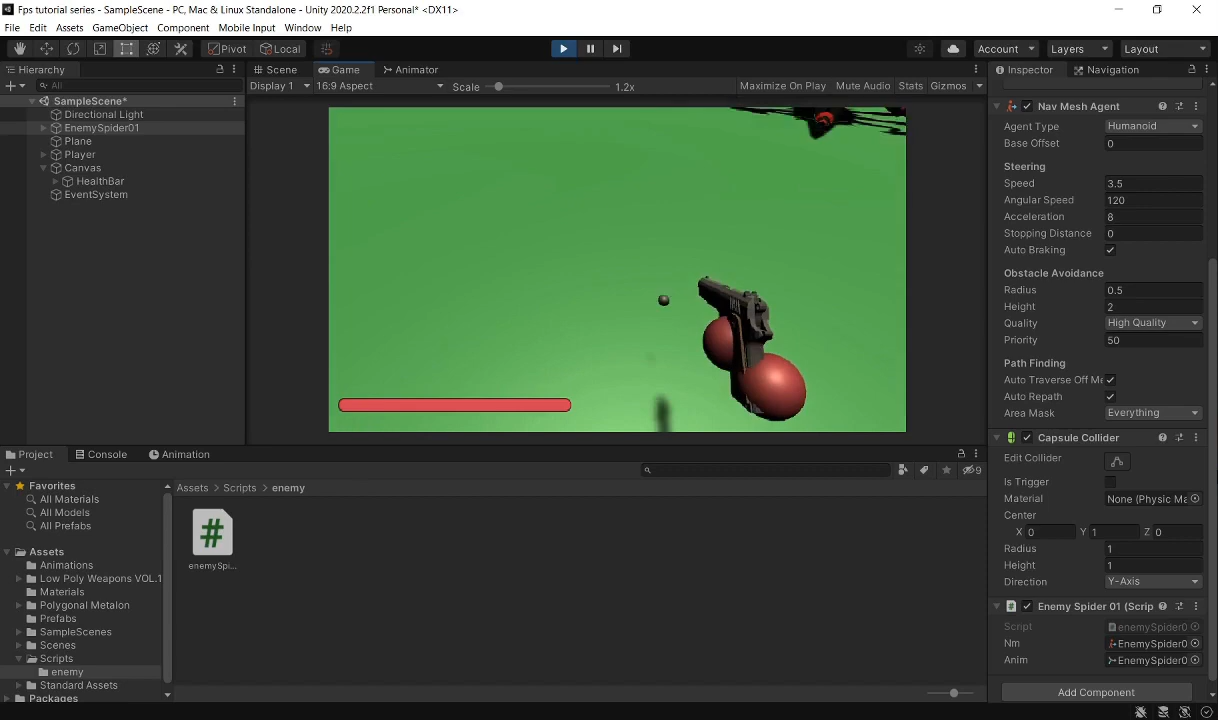 Fps tutorial series - SampleScene - PC, Mac & Linux Standalone - Unity 2020.2.2f1 Personal* <DX11>
File Edit Assets GameObject Component Mobile Input Window Help
Pivot Local Account Layers Layout
Hierarchy
All
SampleScene*
Directional Light
EnemySpider01
Plane
Player
Canvas
HealthBar
EventSystem
Scene Game Animator
Display 1 16:9 Aspect Scale 1.2x Maximize On Play Mute Audio Stats Gizmos
Project Console Animation
9
Favorites
All Materials
All Models
All Prefabs
Assets
Animations
Low Poly Weapons VOL.1
Materials
Polygonal Metalon
Prefabs
SampleScenes
Scenes
Scripts
enemy
Standard Assets
Packages
Assets Scripts enemy
enemySpi...
Inspector Navigation
Nav Mesh Agent
Agent Type Humanoid
Base Offset 0
Steering
Speed 3.5
Angular Speed 120
Acceleration 8
Stopping Distance 0
Auto Braking
Obstacle Avoidance
Radius 0.5
Height 2
Quality High Quality
Priority 50
Path Finding
Auto Traverse Off Me
Auto Repath
Area Mask Everything
Capsule Collider
Edit Collider
Is Trigger
Material None (Physic Ma
Center
X 0 Y 1 Z 0
Radius 1
Height 1
Direction Y-Axis
Enemy Spider 01 (Scrip
Script enemySpider0
Nm EnemySpider0
Anim EnemySpider0
Add Component